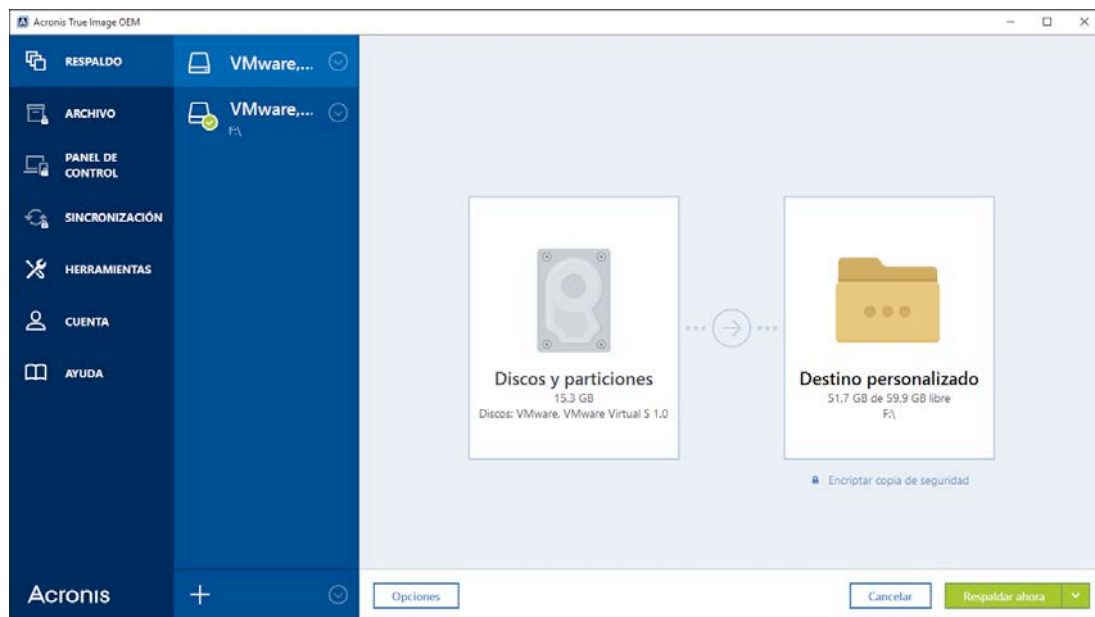 Acronis True Image OEM
RESPALDO
ARCHIVO
PANEL DE
CONTROL
SINCRONIZACIÓN
HERRAMIENTAS
CUENTA
AYUDA
Acronis
VMware,...
VMware,...
F:\
Discos y particiones
15.3 GB
Discos: VMware, VMware Virtual S 1.0
Destino personalizado
51.7 GB de 59.9 GB libre
F:\
Encriptar copia de seguridad
Opciones
Cancelar
Respaldar ahora